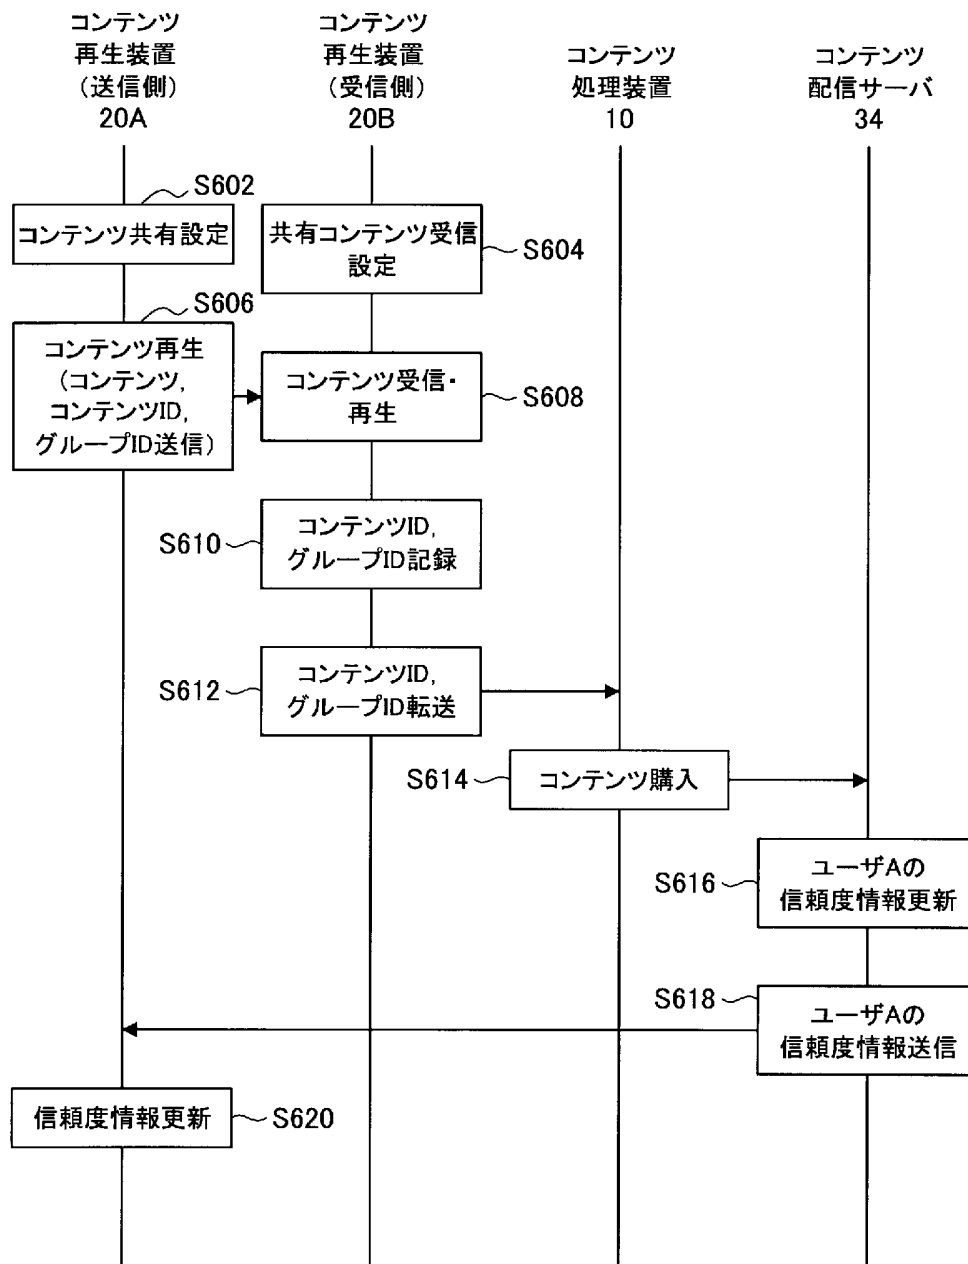 コンテンツ
再生装置
（送信側）
20A
コンテンツ
再生装置
（受信側）
20B
コンテンツ
処理装置
10
コンテンツ
配信サーバ
34
S602
コンテンツ共有設定
共有コンテンツ受信
設定
S604
S606
コンテンツ再生
（コンテンツ,
コンテンツID,
グループID送信）
コンテンツ受信・
再生
S608
S610
コンテンツID,
グループID記録
S612
コンテンツID,
グループID転送
S614
コンテンツ購入
S616
ユーザAの
信頼度情報更新
S618
ユーザAの
信頼度情報送信
信頼度情報更新
S620